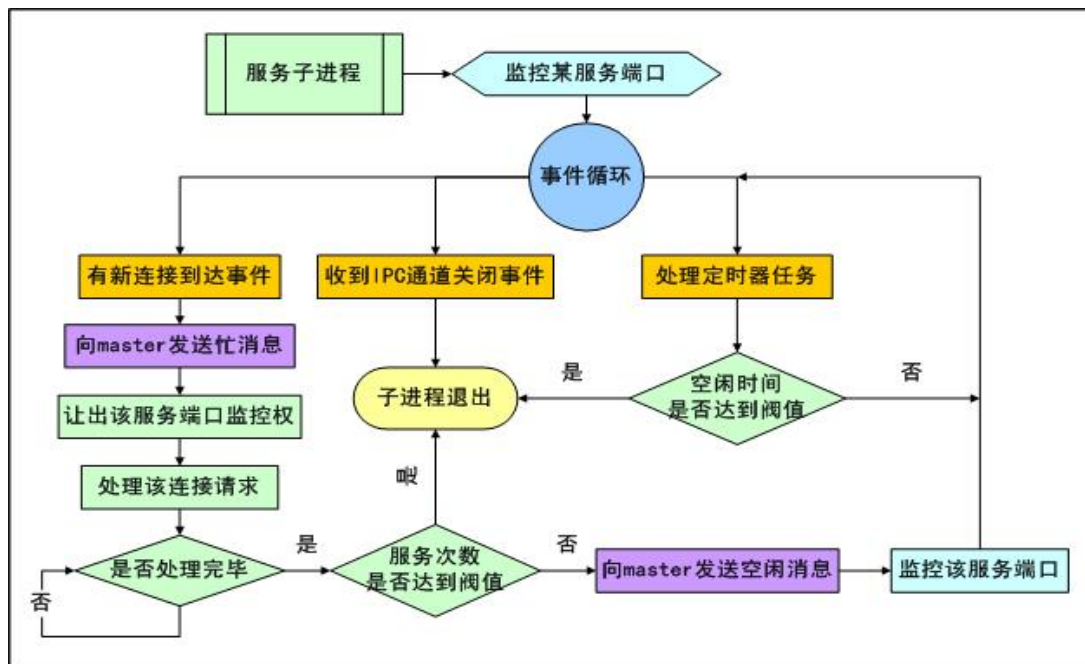 服务子进程
监控某服务端口
事件循环
有新连接到达事件
收到IPC通道关闭事件
处理定时器任务
向master发送忙消息
让出该服务端口监控权
处理该连接请求
是否处理完毕
否
是
子进程退出
是
空闲时间
是否达到阀值
否
是
服务次数
是否达到阀值
否
向master发送空闲消息
监控该服务端口